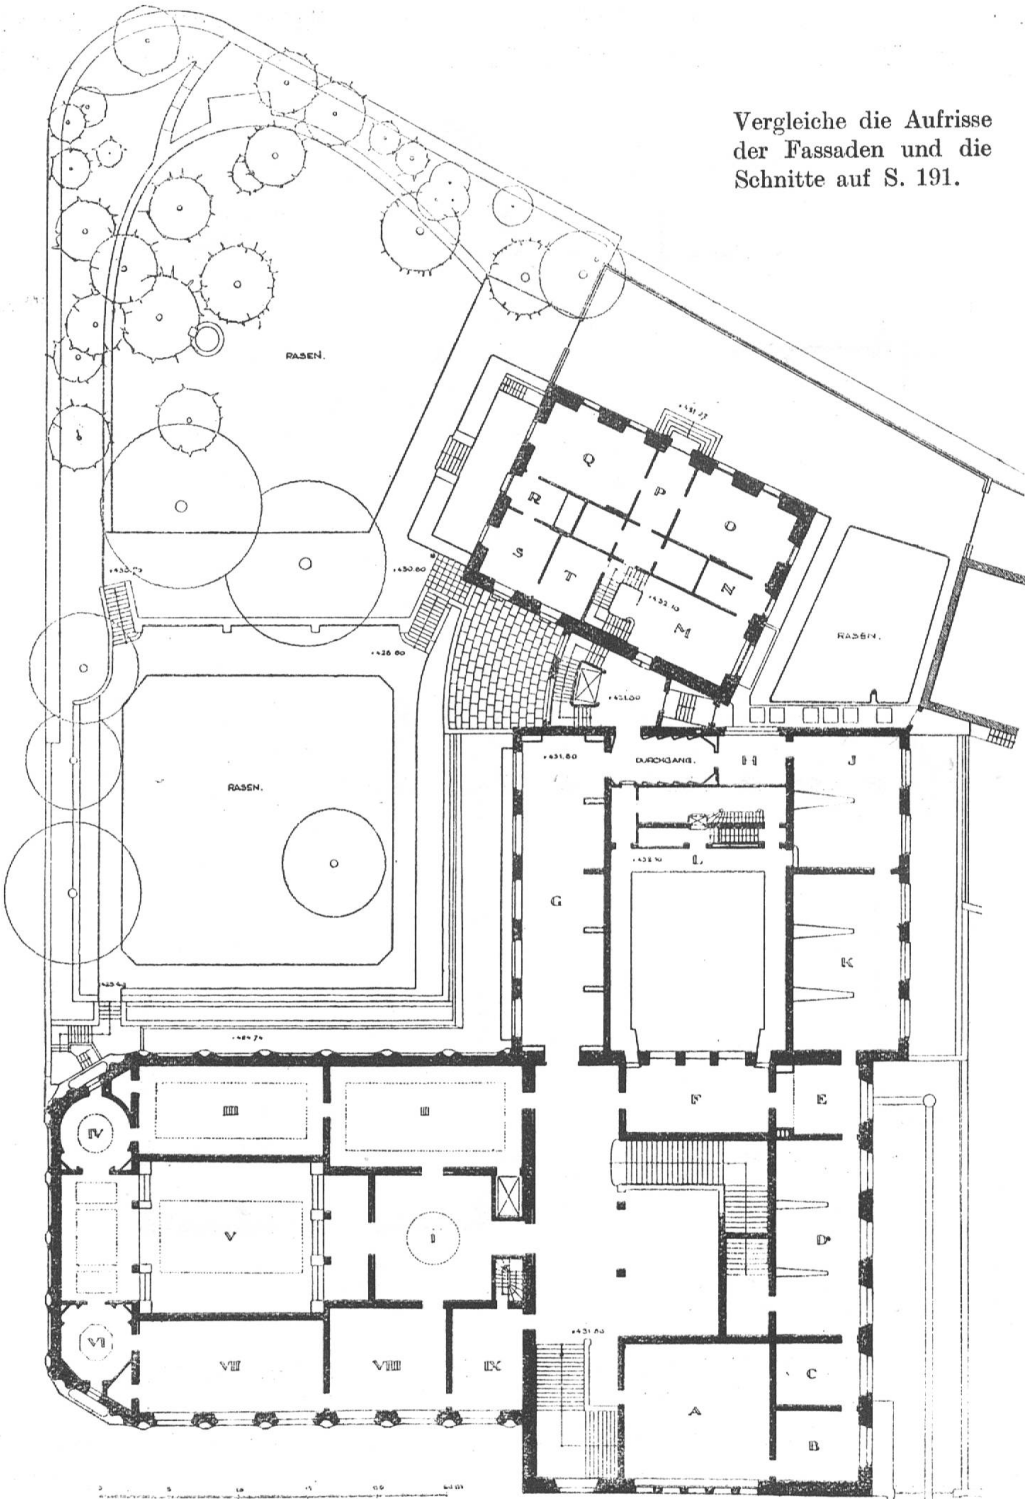 Vergleiche die Aufrisse
der Fassaden und die
Schnitte auf S. 191.
RASEN.
Q
P
R
O
S
T
N
M
RASEN.
RASEN.
DURCHGANG.
H
J
L
G
K
III
II
F
E
IV
V
I
D
VI
VII
VIII
IX
C
A
B